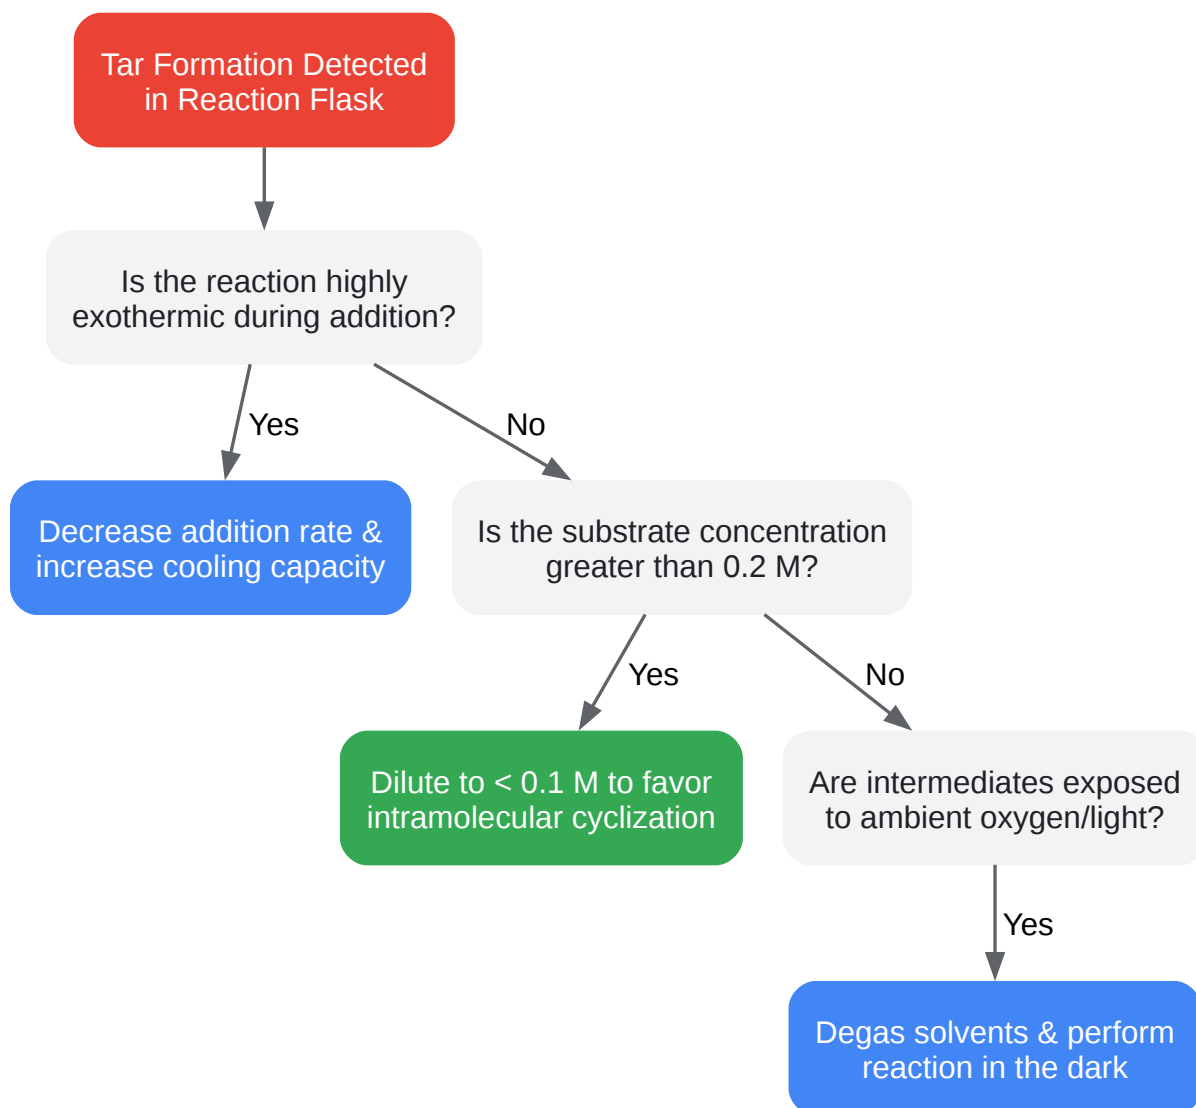 Tar Formation Detected
in Reaction Flask
Is the reaction highly
exothermic during addition?
Yes
No
Decrease addition rate &
increase cooling capacity
Is the substrate concentration
greater than 0.2 M?
Yes
No
Dilute to < 0.1 M to favor
intramolecular cyclization
Are intermediates exposed
to ambient oxygen/light?
Yes
Degas solvents & perform
reaction in the dark